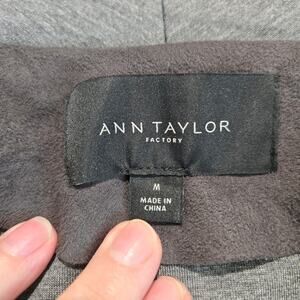 ANN TAYLOR
FACTORY
M
MADE IN
CHINA